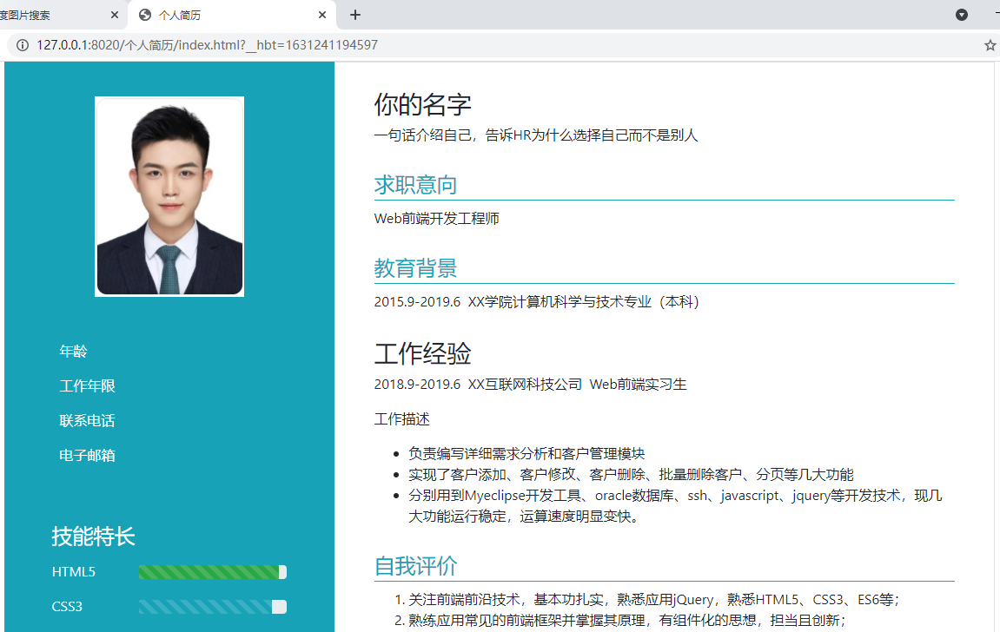 度图片搜索
个人简历
127.0.0.1:8020/个人简历/index.html?__hbt=1631241194597
年龄
工作年限
联系电话
电子邮箱
技能特长
HTML5
CSS3
你的名字
一句话介绍自己，告诉HR为什么选择自己而不是别人
求职意向
Web前端开发工程师
教育背景
2015.9-2019.6 XX学院计算机科学与技术专业（本科）
工作经验
2018.9-2019.6 XX互联网科技公司 Web前端实习生
工作描述
负责编写详细需求分析和客户管理模块
实现了客户添加、客户修改、客户删除、批量删除客户、分页等几大功能
分别用到Myeclipse开发工具、oracle数据库、ssh、javascript、jquery等开发技术，现几
大功能运行稳定，运算速度明显变快。
自我评价
1. 关注前端前沿技术，基本功扎实，熟悉应用jQuery，熟悉HTML5、CSS3、ES6等；
2. 熟练应用常见的前端框架并掌握其原理，有组件化的思想，担当且创新；